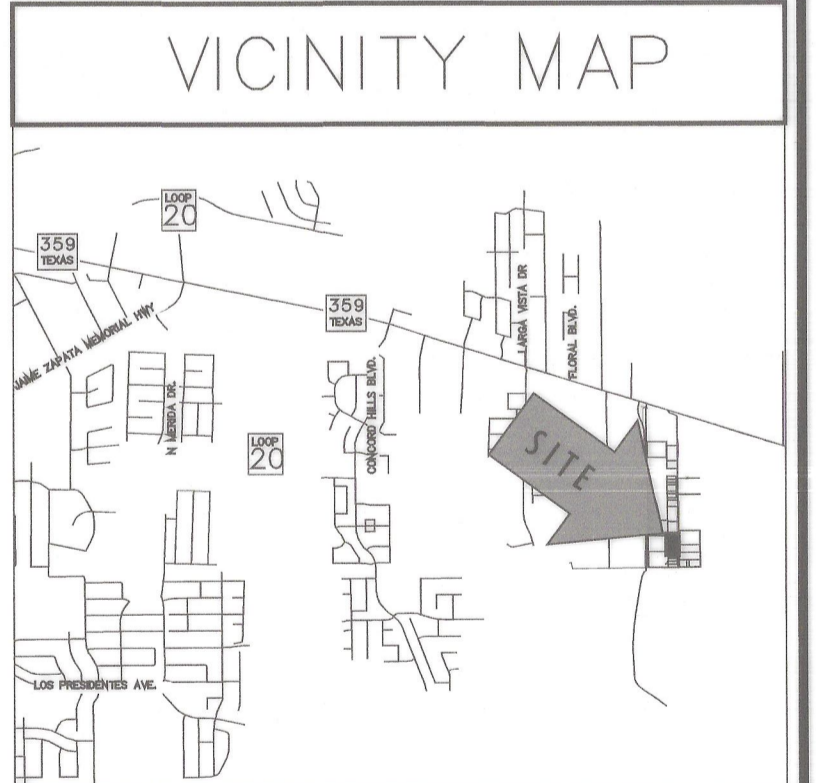 VICINITY MAP
LOOP
20
359
TEXAS
359
TEXAS
JAIME ZAPATA MEMORIAL HWY
LARGA VISTA DR
FLORAL BLVD.
N MERIDA DR.
CONCORD HILLS BLVD.
LOOP
20
SITE
LOS PRESIDENTES AVE.